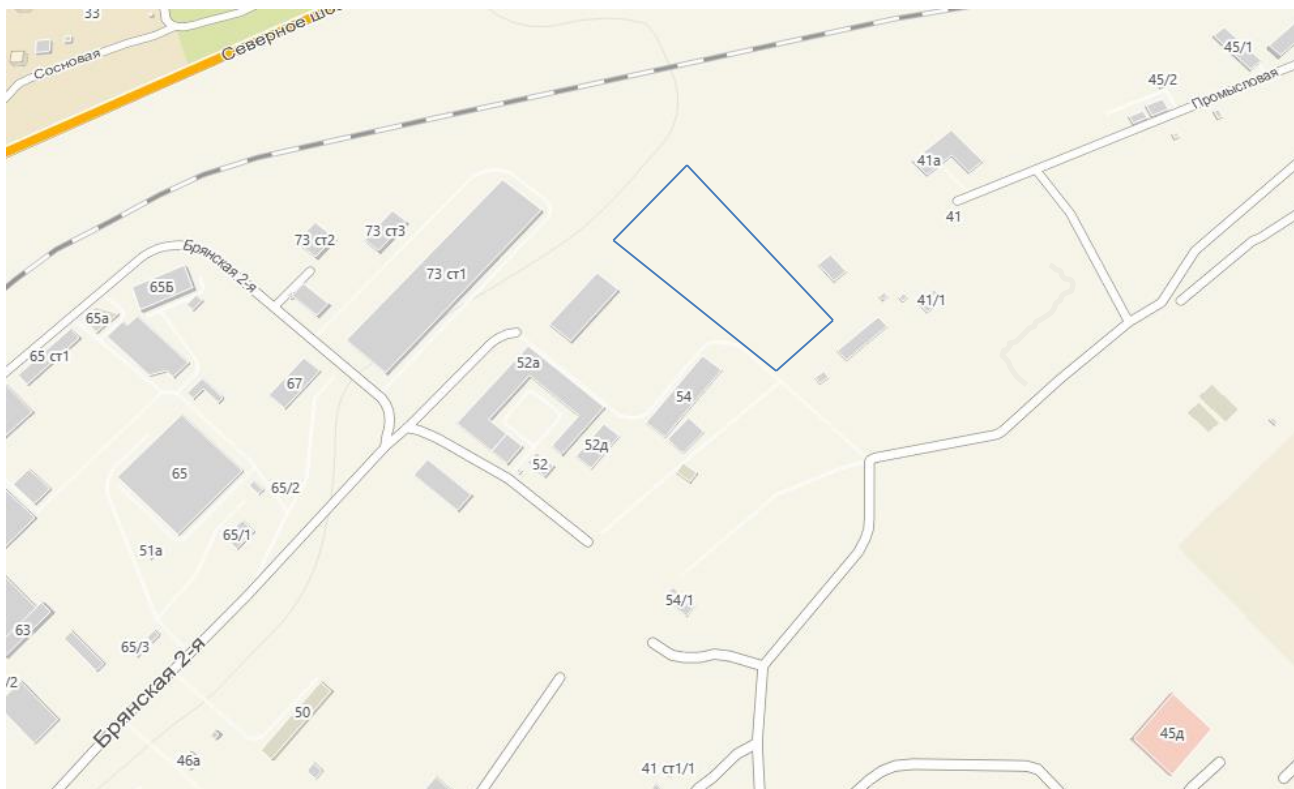 33
Северное шо
Сосновая
45/1
45/2
Промысловая
41а
41
73 ст2
73 ст3
Брянская 2-я
73 ст1
65Б
65а
41/1
65 ст1
52а
67
54
52д
52
65
65/2
65/1
51а
54/1
63
65/3
/2
Брянская 2-я
50
46а
45д
41 ст1/1